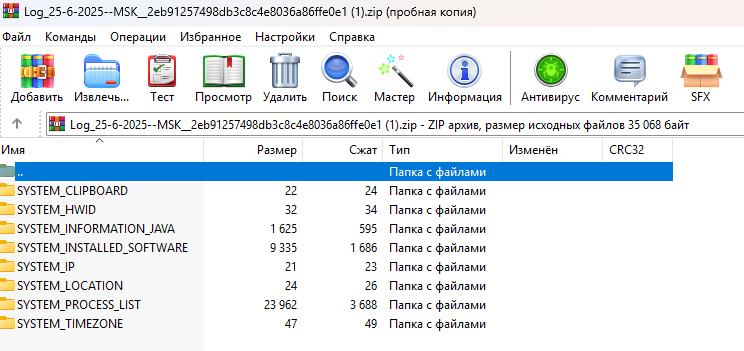 Log_25-6-2025--MSK__2eb91257498db3c8c4e8036a86ffe0e1 (1).zip (пробная копия)
Файл Команды Операции Избранное Настройки Справка
Добавить Извлечь... Тест Просмотр Удалить Поиск Мастер Информация Антивирус Комментарий SFX
Log_25-6-2025--MSK__2eb91257498db3c8c4e8036a86ffe0e1 (1).zip - ZIP архив, размер исходных файлов 35 068 байт
Имя Размер Сжат Тип Изменён CRC32
.. Папка с файлами
SYSTEM_CLIPBOARD 22 24 Папка с файлами
SYSTEM_HWID 32 34 Папка с файлами
SYSTEM_INFORMATION_JAVA 1 625 595 Папка с файлами
SYSTEM_INSTALLED_SOFTWARE 9 335 1 686 Папка с файлами
SYSTEM_IP 21 23 Папка с файлами
SYSTEM_LOCATION 24 26 Папка с файлами
SYSTEM_PROCESS_LIST 23 962 3 688 Папка с файлами
SYSTEM_TIMEZONE 47 49 Папка с файлами